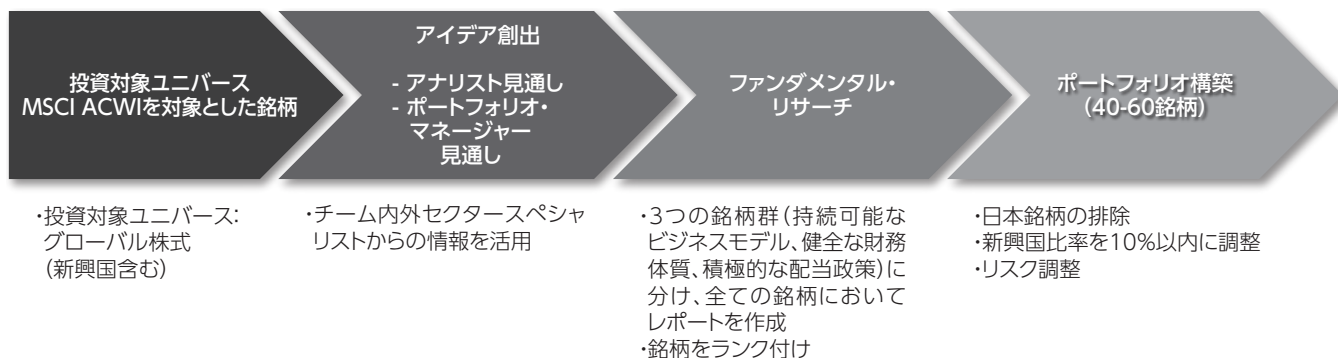 投資対象ユニバース
MSCI ACWIを対象とした銘柄
アイデア創出
- アナリスト見通し
- ポートフォリオ・
マネージャー
見通し
ファンダメンタル・
リサーチ
ポートフォリオ構築
(40-60銘柄)
・投資対象ユニバース:
グローバル株式
(新興国含む)
・チーム内外セクタースペシャ
リストからの情報を活用
・3つの銘柄群(持続可能な
ビジネスモデル、健全な財務
体質、積極的な配当政策)に
分け、全ての銘柄において
レポートを作成
・銘柄をランク付け
・日本銘柄の排除
・新興国比率を10%以内に調整
・リスク調整